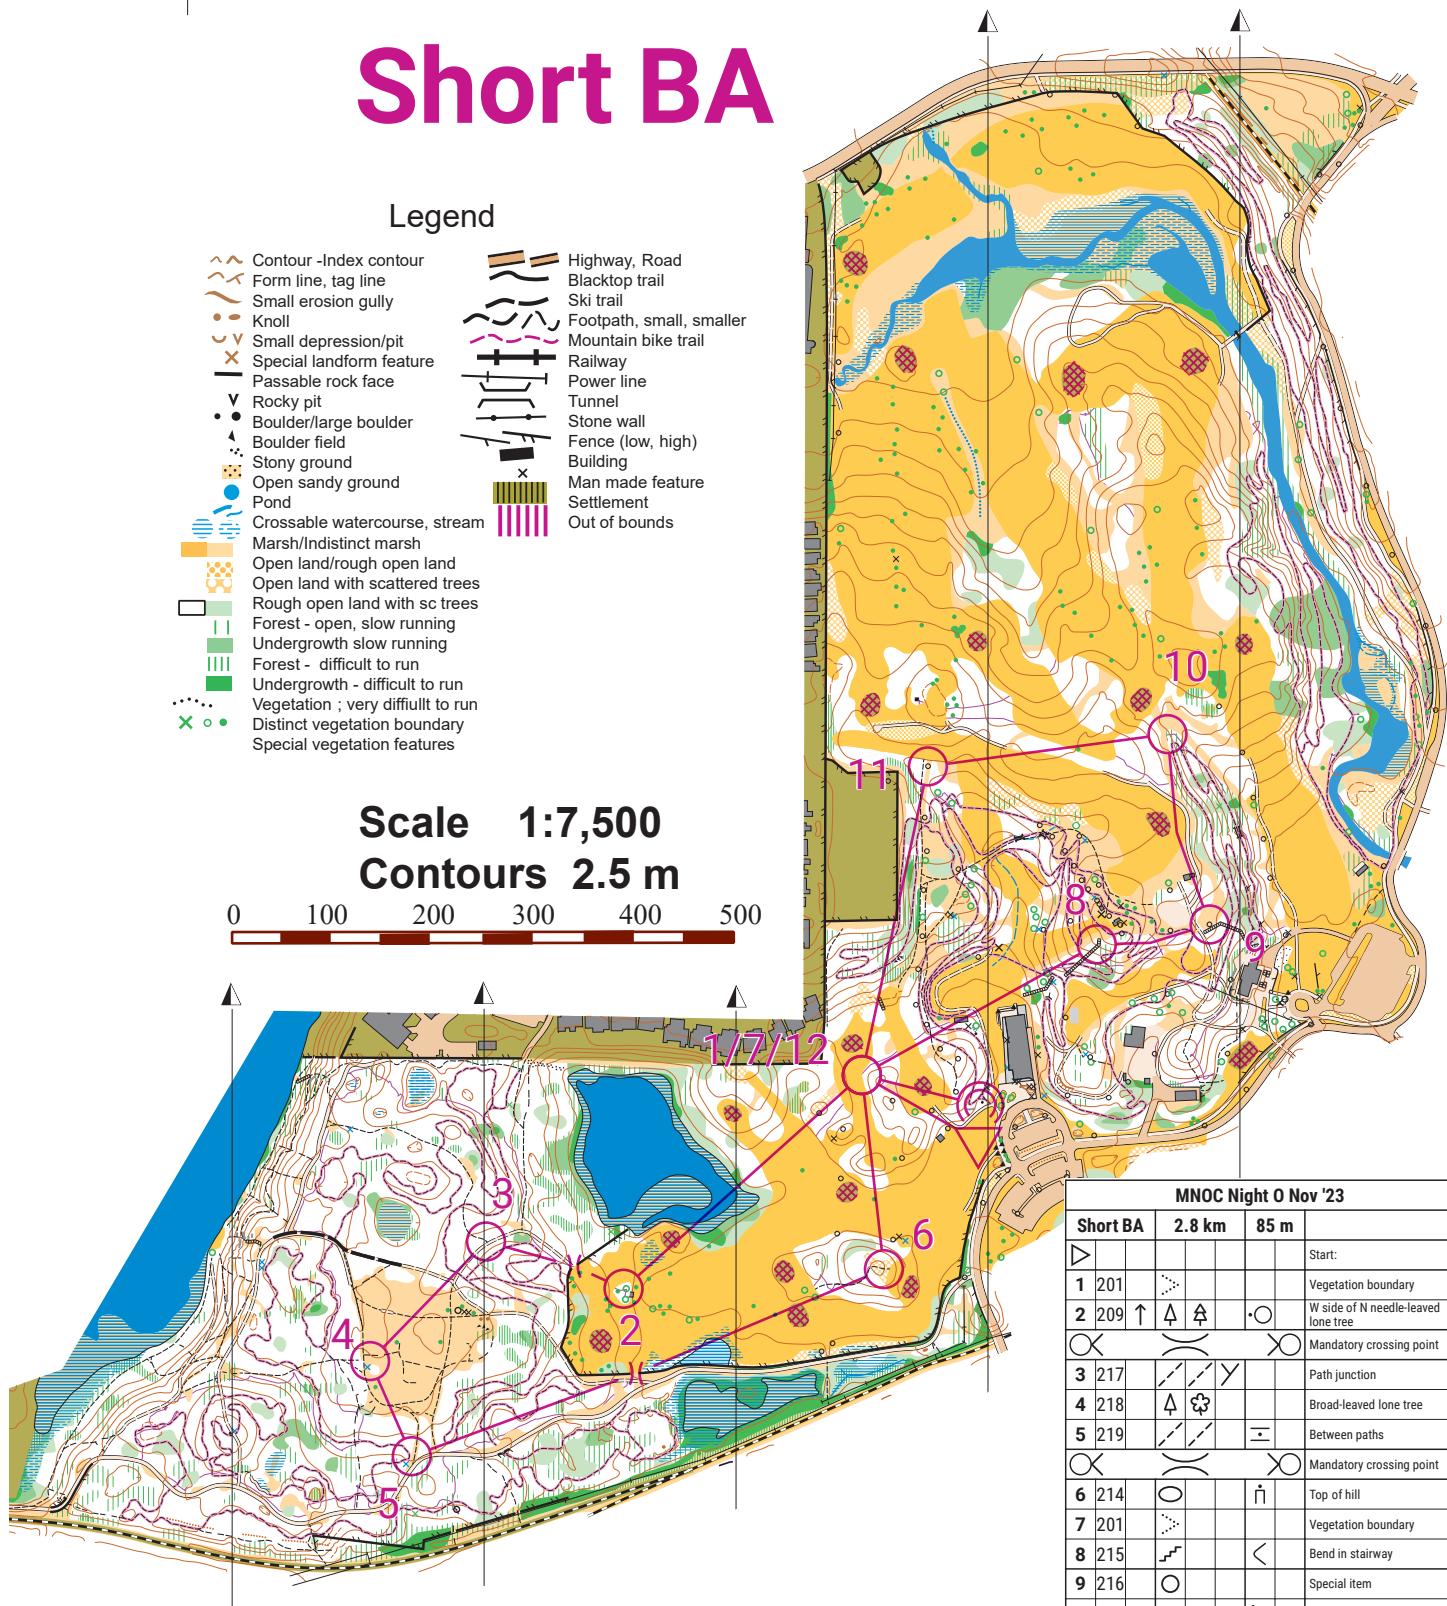 Short BA
Legend
Contour -Index contour
Form line, tag line
Small erosion gully
Knoll
Small depression/pit
Special landform feature
Passable rock face
Rocky pit
Boulder/large boulder
Boulder field
Stony ground
Open sandy ground
Pond
Crossable watercourse, stream
Marsh/Indistinct marsh
Open land/rough open land
Open land with scattered trees
Rough open land with sc trees
Forest - open, slow running
Undergrowth slow running
Forest - difficult to run
Undergrowth - difficult to run
Vegetation ; very diffiullt to run
Distinct vegetation boundary
Special vegetation features
Highway, Road
Blacktop trail
Ski trail
Footpath, small, smaller
Mountain bike trail
Railway
Power line
Tunnel
Stone wall
Fence (low, high)
Building
Man made feature
Settlement
Out of bounds
Scale 1:7,500
Contours 2.5 m
0 100 200 300 400 500
10
11
8
9
1/7/12
3
6
2
4
5
MNOC Night O Nov '23
Short BA 2.8 km 85 m
Start:
1 201 Vegetation boundary
2 209 W side of N needle-leaved
lone tree
Mandatory crossing point
3 217 Path junction
4 218 Broad-leaved lone tree
5 219 Between paths
Mandatory crossing point
6 214 Top of hill
7 201 Vegetation boundary
8 215 Bend in stairway
9 216 Special item